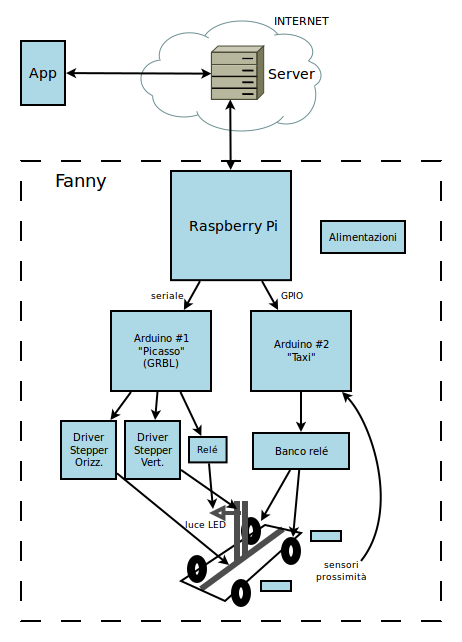 INTERNET
App
Server
Fanny
Raspberry Pi
Alimentazioni
seriale
GPIO
Arduino #1
"Picasso"
(GRBL)
Arduino #2
"Taxi"
Driver
Stepper
Orizz.
Driver
Stepper
Vert.
Relé
Banco relé
luce LED
sensori
prossimità